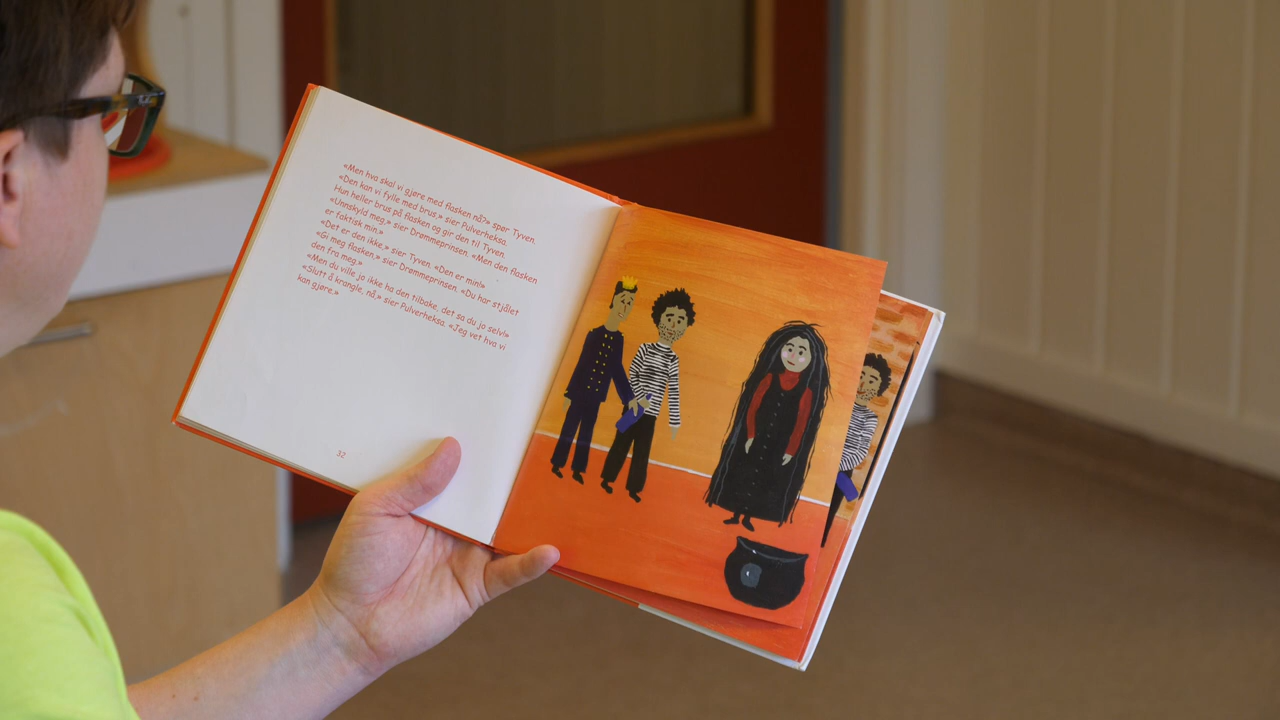 «Men hva skal vi gjøre med flasken nå?» spør Tyven.
«Den kan vi fylle med brus,» sier Pulverheksa.
Hun heller brus på flasken og gir den til Tyven.
«Unnskyld meg,» sier Drømmeprinsen. «Men den flasken
er faktisk min.»
«Det er den ikke,» sier Tyven. «Den er min!»
«Gi meg flasken,» sier Drømmeprinsen. «Du har stjålet
den fra meg.»
«Men du ville jo ikke ha den tilbake, det sa du jo selv!»
«Slutt å krangle, nå,» sier Pulverheksa. «Jeg vet hva vi
kan gjøre.»
32